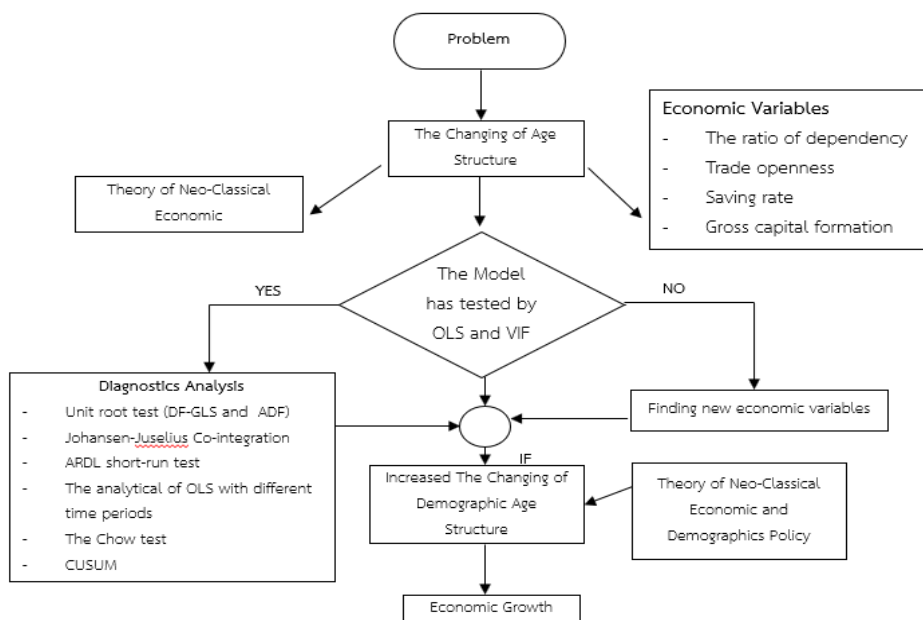 Problem
The Changing of Age
Structure
Economic Variables
- The ratio of dependency
- Trade openness
- Saving rate
- Gross capital formation
Theory of Neo-Classical
Economic
The Model
has tested by
OLS and VIF
YES
NO
Diagnostics Analysis
- Unit root test (DF-GLS and ADF)
- Johansen-Juselius Co-integration
- ARDL short-run test
- The analytical of OLS with different
time periods
- The Chow test
- CUSUM
Finding new economic variables
IF
Increased The Changing of
Demographic Age
Structure
Theory of Neo-Classical
Economic and
Demographics Policy
Economic Growth